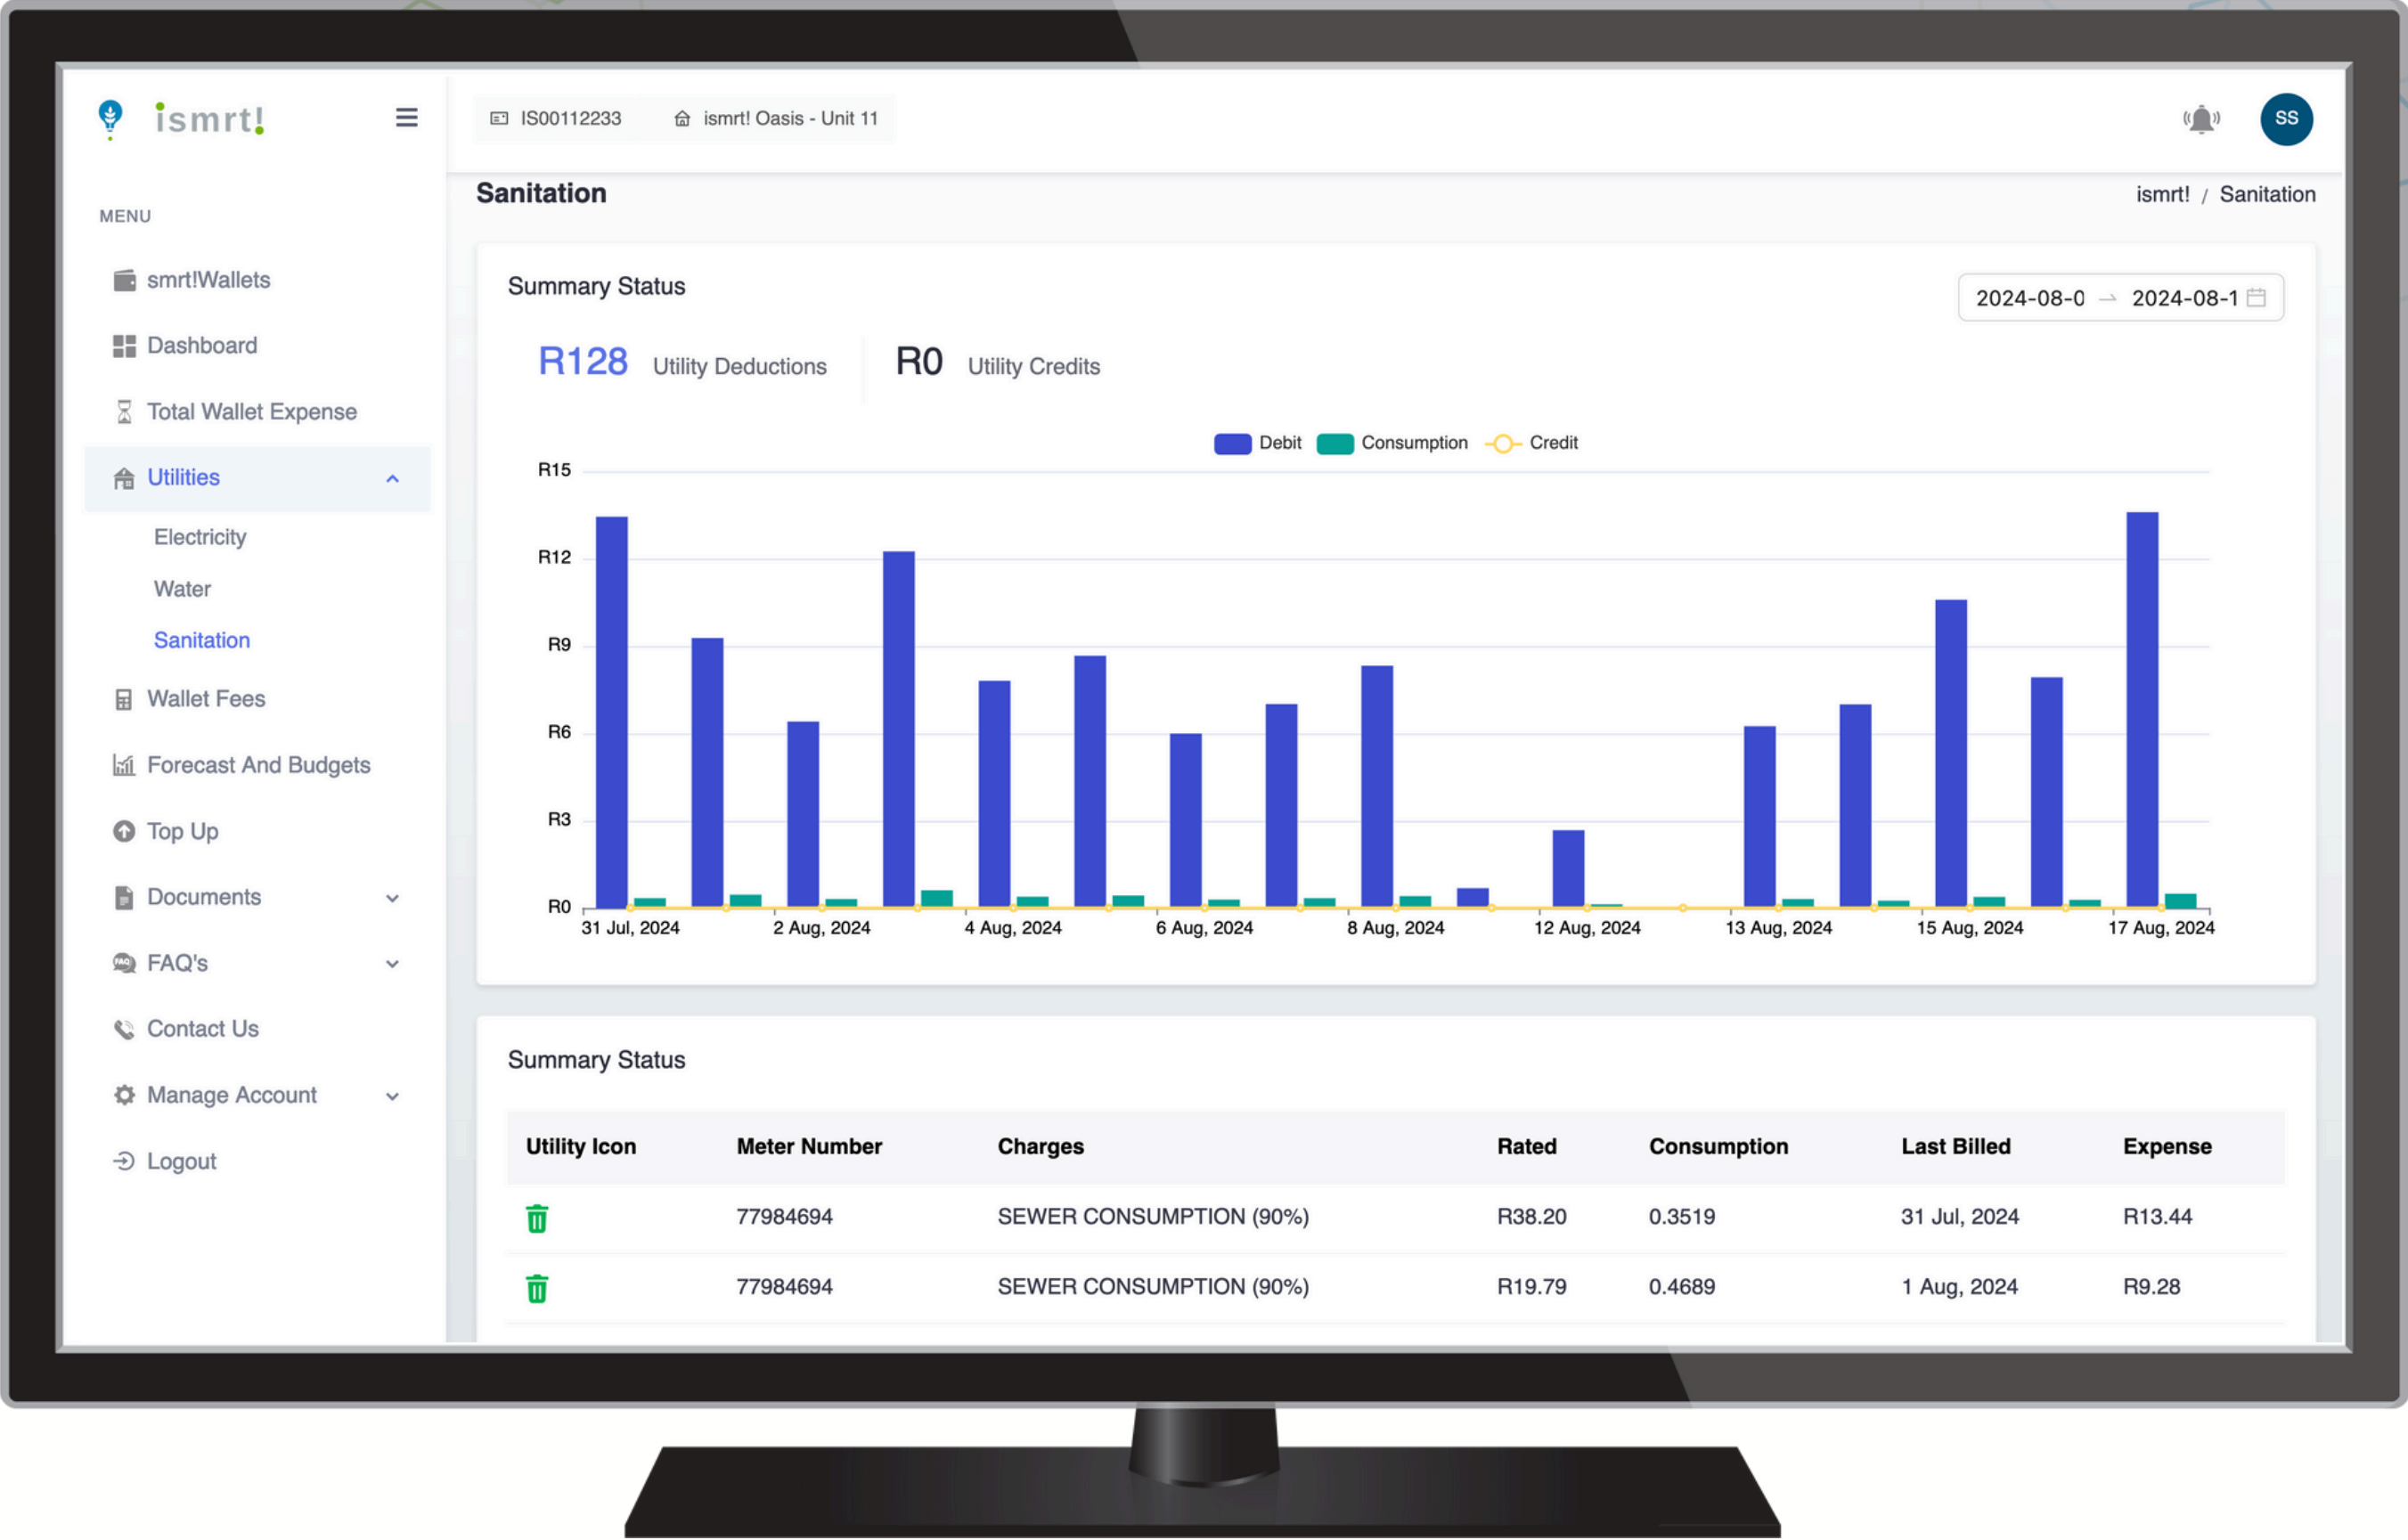 ismrt!
IS00112233 ismrt! Oasis - Unit 11
SS
MENU
smrt!Wallets
Dashboard
Total Wallet Expense
Utilities
Electricity
Water
Sanitation
Wallet Fees
Forecast And Budgets
Top Up
Documents
FAQ
FAQ's
Contact Us
Manage Account
Logout
Sanitation
ismrt! / Sanitation
Summary Status
2024-08-0 → 2024-08-1
R128 Utility Deductions R0 Utility Credits
Debit Consumption Credit
R15
R12
R9
R6
R3
R0
31 Jul, 2024 2 Aug, 2024 4 Aug, 2024 6 Aug, 2024 8 Aug, 2024 12 Aug, 2024 13 Aug, 2024 15 Aug, 2024 17 Aug, 2024
Summary Status
Utility Icon Meter Number Charges Rated Consumption Last Billed Expense
77984694 SEWER CONSUMPTION (90%) R38.20 0.3519 31 Jul, 2024 R13.44
77984694 SEWER CONSUMPTION (90%) R19.79 0.4689 1 Aug, 2024 R9.28